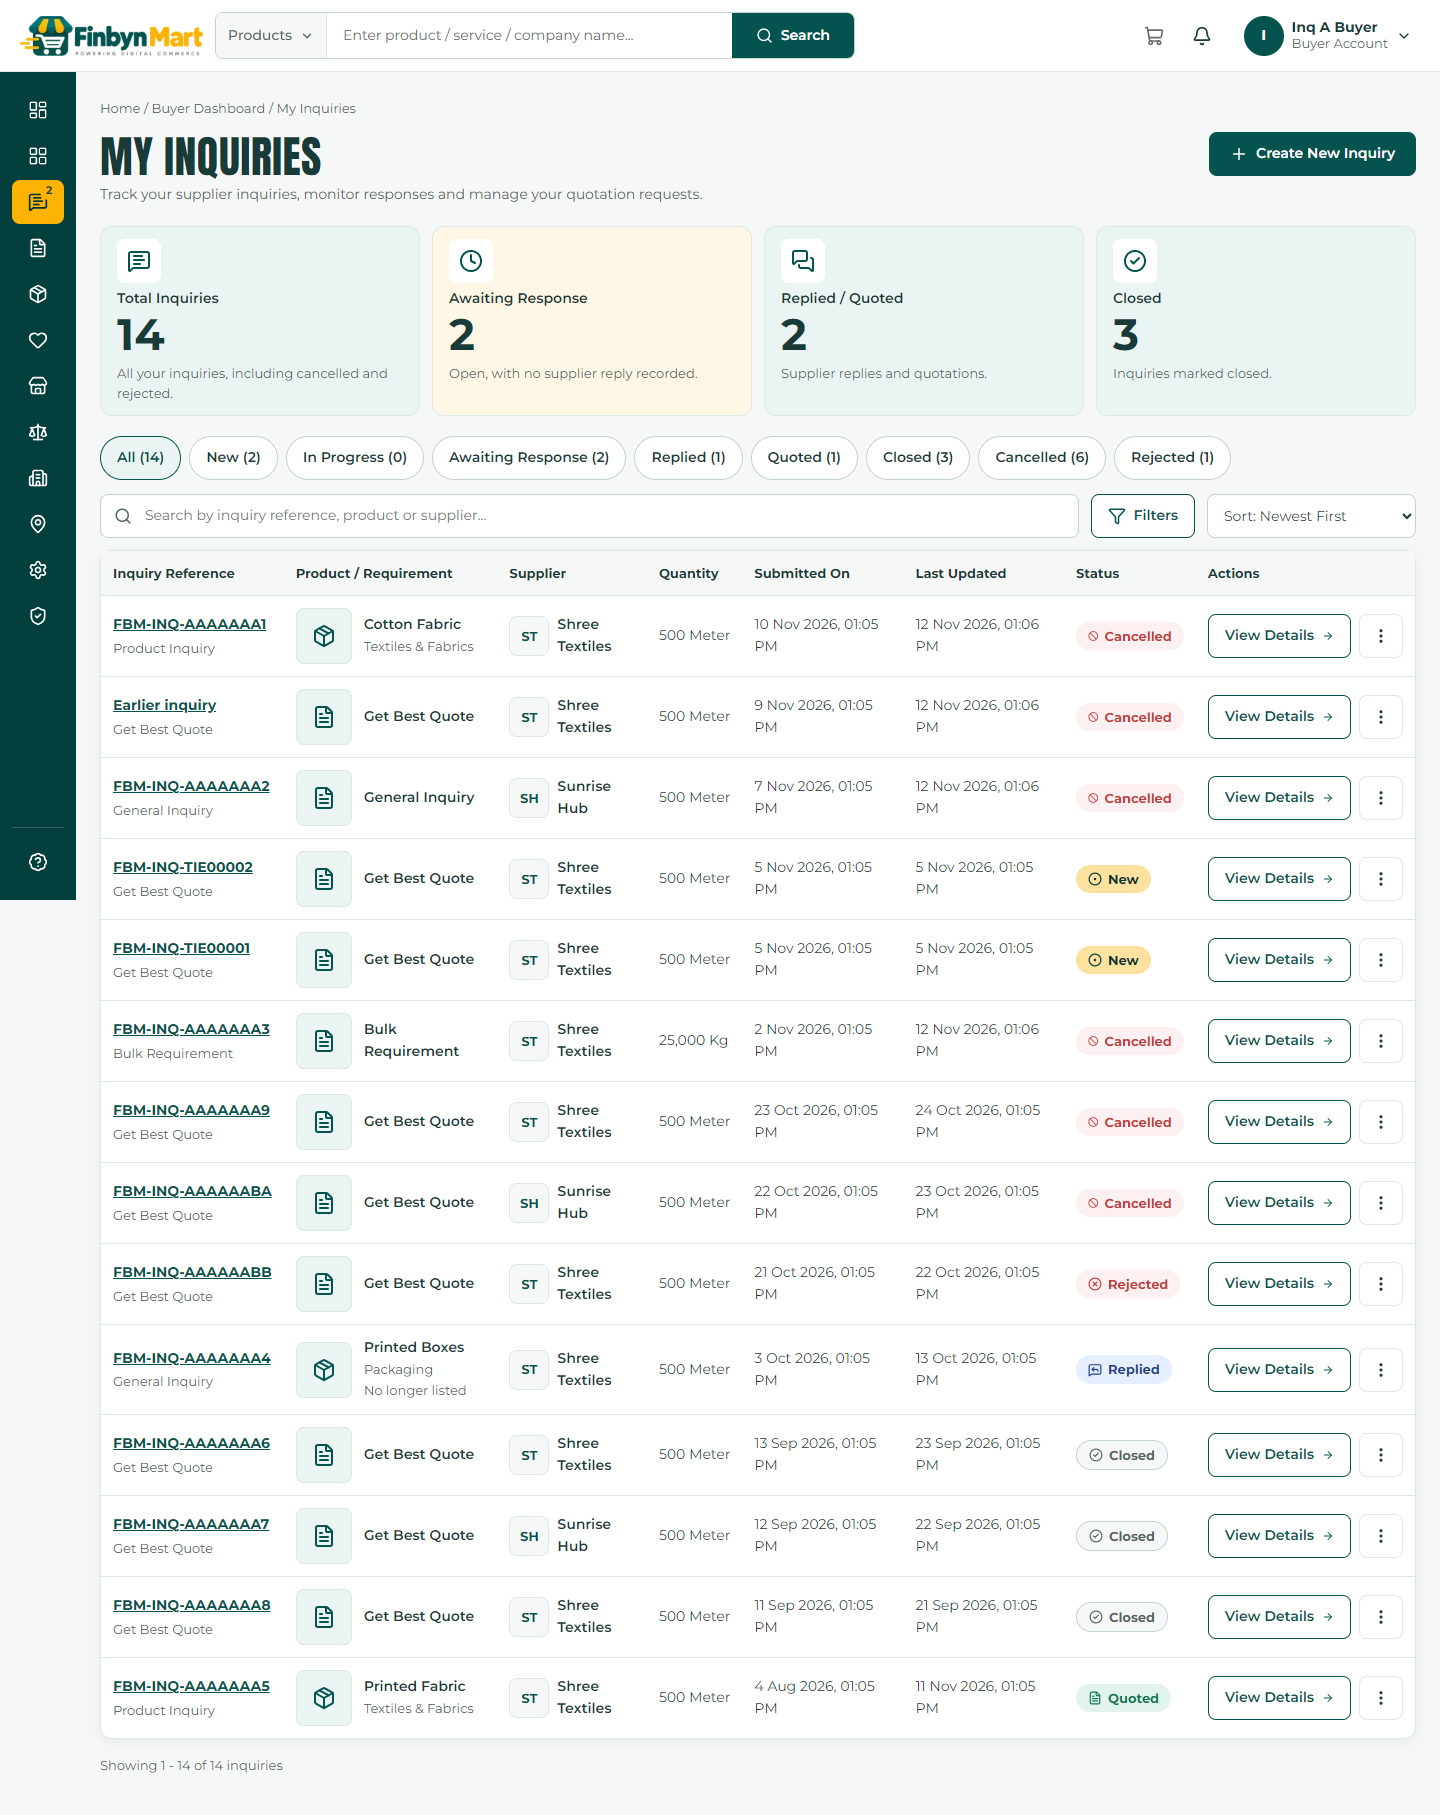 FinbynMart
POWERING DIGITAL COMMERCE
Products
Enter product / service / company name...
Search
I
Inq A Buyer
Buyer Account
2
Home / Buyer Dashboard / My Inquiries
MY INQUIRIES
Track your supplier inquiries, monitor responses and manage your quotation requests.
Create New Inquiry
Total Inquiries
14
All your inquiries, including cancelled and
rejected.
Awaiting Response
2
Open, with no supplier reply recorded.
Replied / Quoted
2
Supplier replies and quotations.
Closed
3
Inquiries marked closed.
All (14) New (2) In Progress (0) Awaiting Response (2) Replied (1) Quoted (1) Closed (3) Cancelled (6) Rejected (1)
Search by inquiry reference, product or supplier...
Filters
Sort: Newest First
Inquiry Reference Product / Requirement Supplier Quantity Submitted On Last Updated Status Actions
FBM-INQ-AAAAAAA1 Cotton Fabric Shree 10 Nov 2026, 01:05 12 Nov 2026, 01:06
Product Inquiry Textiles & Fabrics ST Textiles 500 Meter PM PM Cancelled View Details
Earlier inquiry Shree 9 Nov 2026, 01:05 12 Nov 2026, 01:06
Get Best Quote Get Best Quote ST Textiles 500 Meter PM PM Cancelled View Details
FBM-INQ-AAAAAAA2 Sunrise 7 Nov 2026, 01:05 12 Nov 2026, 01:06
General Inquiry General Inquiry SH Hub 500 Meter PM PM Cancelled View Details
FBM-INQ-TIE00002 Shree 5 Nov 2026, 01:05 5 Nov 2026, 01:05
Get Best Quote Get Best Quote ST Textiles 500 Meter PM PM New View Details
FBM-INQ-TIE00001 Shree 5 Nov 2026, 01:05 5 Nov 2026, 01:05
Get Best Quote Get Best Quote ST Textiles 500 Meter PM PM New View Details
FBM-INQ-AAAAAAA3 Bulk Shree 2 Nov 2026, 01:05 12 Nov 2026, 01:06
Bulk Requirement Requirement ST Textiles 25,000 Kg PM PM Cancelled View Details
FBM-INQ-AAAAAAA9 Shree 23 Oct 2026, 01:05 24 Oct 2026, 01:05
Get Best Quote Get Best Quote ST Textiles 500 Meter PM PM Cancelled View Details
FBM-INQ-AAAAAABA Sunrise 22 Oct 2026, 01:05 23 Oct 2026, 01:05
Get Best Quote Get Best Quote SH Hub 500 Meter PM PM Cancelled View Details
FBM-INQ-AAAAAABB Shree 21 Oct 2026, 01:05 22 Oct 2026, 01:05
Get Best Quote Get Best Quote ST Textiles 500 Meter PM PM Rejected View Details
FBM-INQ-AAAAAAA4 Printed Boxes Shree 3 Oct 2026, 01:05 13 Oct 2026, 01:05
General Inquiry Packaging ST Textiles 500 Meter PM PM Replied View Details
No longer listed
FBM-INQ-AAAAAAA6 Shree 13 Sep 2026, 01:05 23 Sep 2026, 01:05
Get Best Quote Get Best Quote ST Textiles 500 Meter PM PM Closed View Details
FBM-INQ-AAAAAAA7 Sunrise 12 Sep 2026, 01:05 22 Sep 2026, 01:05
Get Best Quote Get Best Quote SH Hub 500 Meter PM PM Closed View Details
FBM-INQ-AAAAAAA8 Shree 11 Sep 2026, 01:05 21 Sep 2026, 01:05
Get Best Quote Get Best Quote ST Textiles 500 Meter PM PM Closed View Details
FBM-INQ-AAAAAAA5 Printed Fabric Shree 4 Aug 2026, 01:05 11 Nov 2026, 01:05
Product Inquiry Textiles & Fabrics ST Textiles 500 Meter PM PM Quoted View Details
Showing 1 - 14 of 14 inquiries